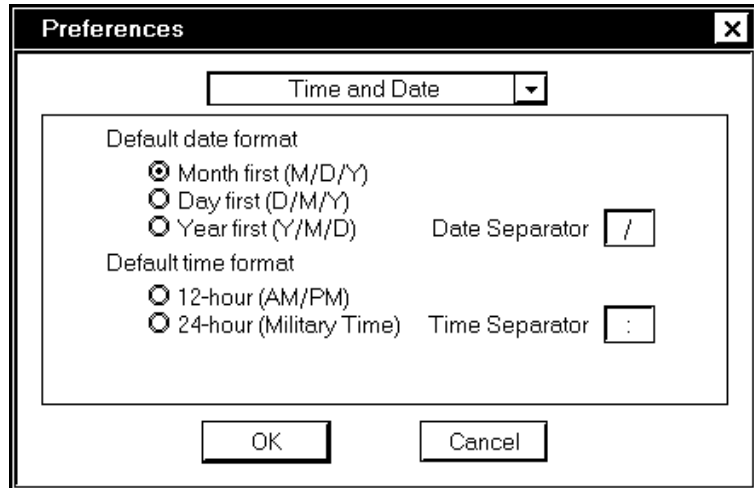 Preferences
Time and Date
Default date format
Month first (M/D/Y)
Day first (D/M/Y)
Year first (Y/M/D) Date Separator /
Default time format
12-hour (AM/PM)
24-hour (Military Time) Time Separator :
OK Cancel